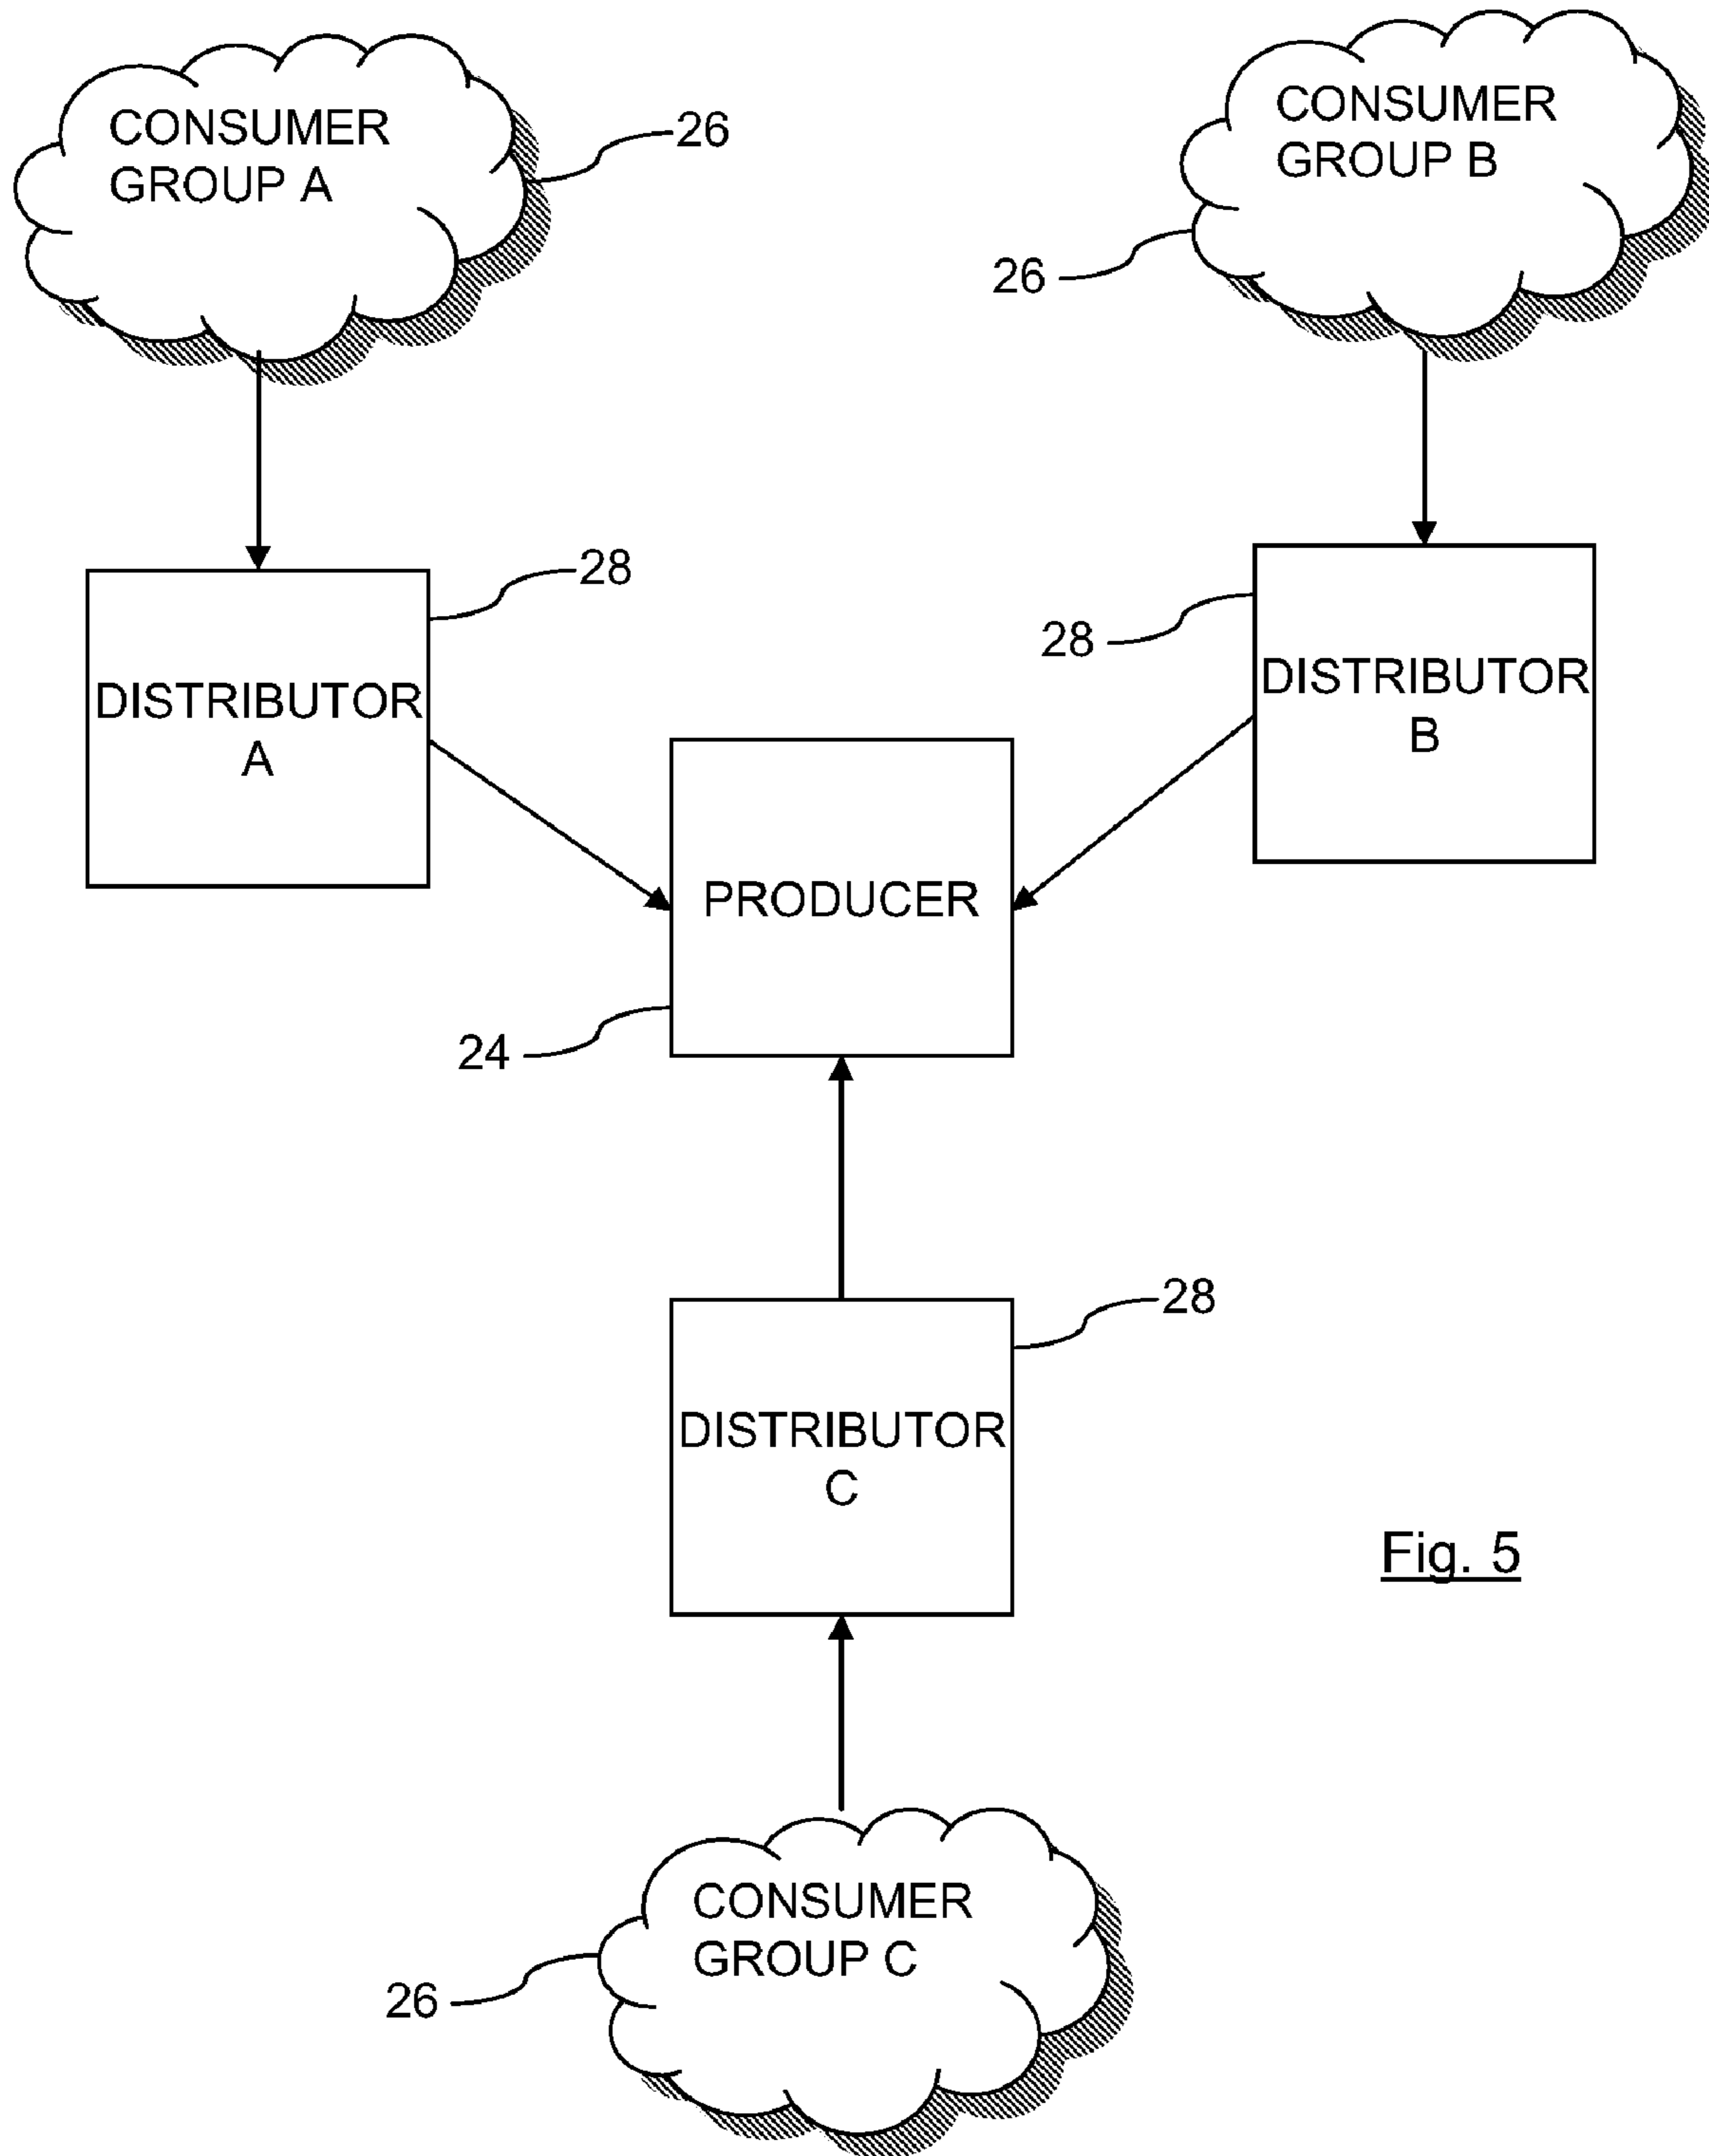 CONSUMER
GROUP A
26
CONSUMER
GROUP B
26
28
DISTRIBUTOR
A
28
DISTRIBUTOR
B
PRODUCER
24
28
DISTRIBUTOR
C
Fig. 5
CONSUMER
GROUP C
26